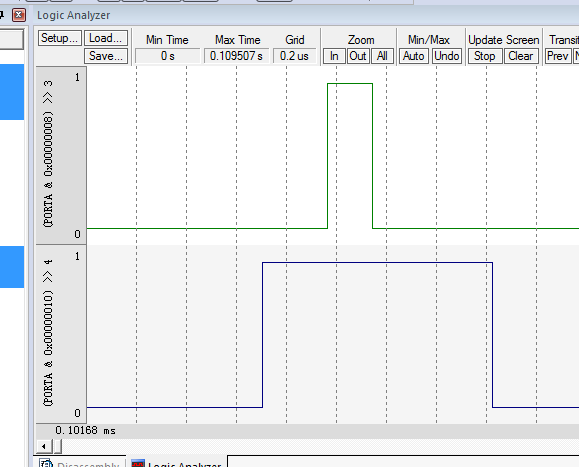 Logic Analyzer
Setup... Load... Min Time Max Time Grid Zoom Min/Max Update Screen Transit
Save... 0 s 0.109507 s 0.2 us In Out All Auto Undo Stop Clear Prev N
1
(PORTA & 0x00000008) >> 3
0
1
(PORTA & 0x00000010) >> 4
0
0.10168 ms
Disassembly Logic Analyzer